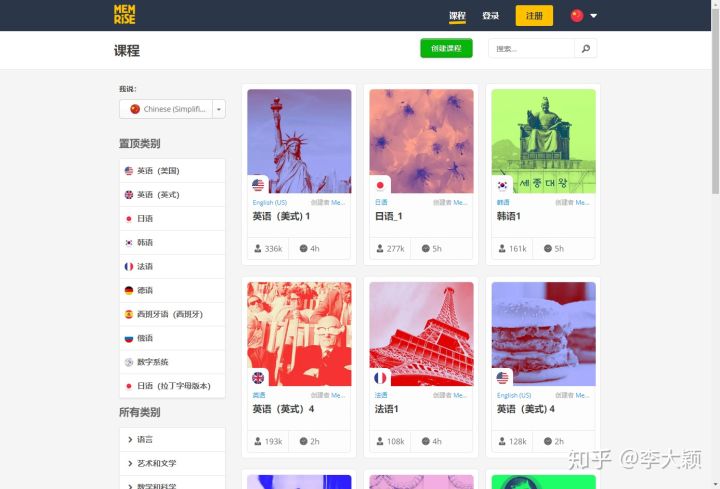 MEM
RISE
课程
登录
注册
课程
创建课程
搜索...
我说:
Chinese (Simplifi...
置顶类别
英语（美国）
英语（英式）
日语
韩语
法语
德语
西班牙语（西班牙）
俄语
数字系统
日语（拉丁字母版本）
所有类别
语言
艺术和文学
数学和科学
English (US)
创建者 Me...
英语（美式) 1
336k
4h
日语
创建者 Me...
日语_1
277k
5h
세종대왕
韩语
创建者 Me...
韩语1
161k
5h
英语
创建者 Me...
英语（英式）4
193k
2h
法语
创建者 Me...
法语1
108k
4h
English (US)
创建者 Me...
英语（美式) 4
128k
2h
知乎 @李大颖